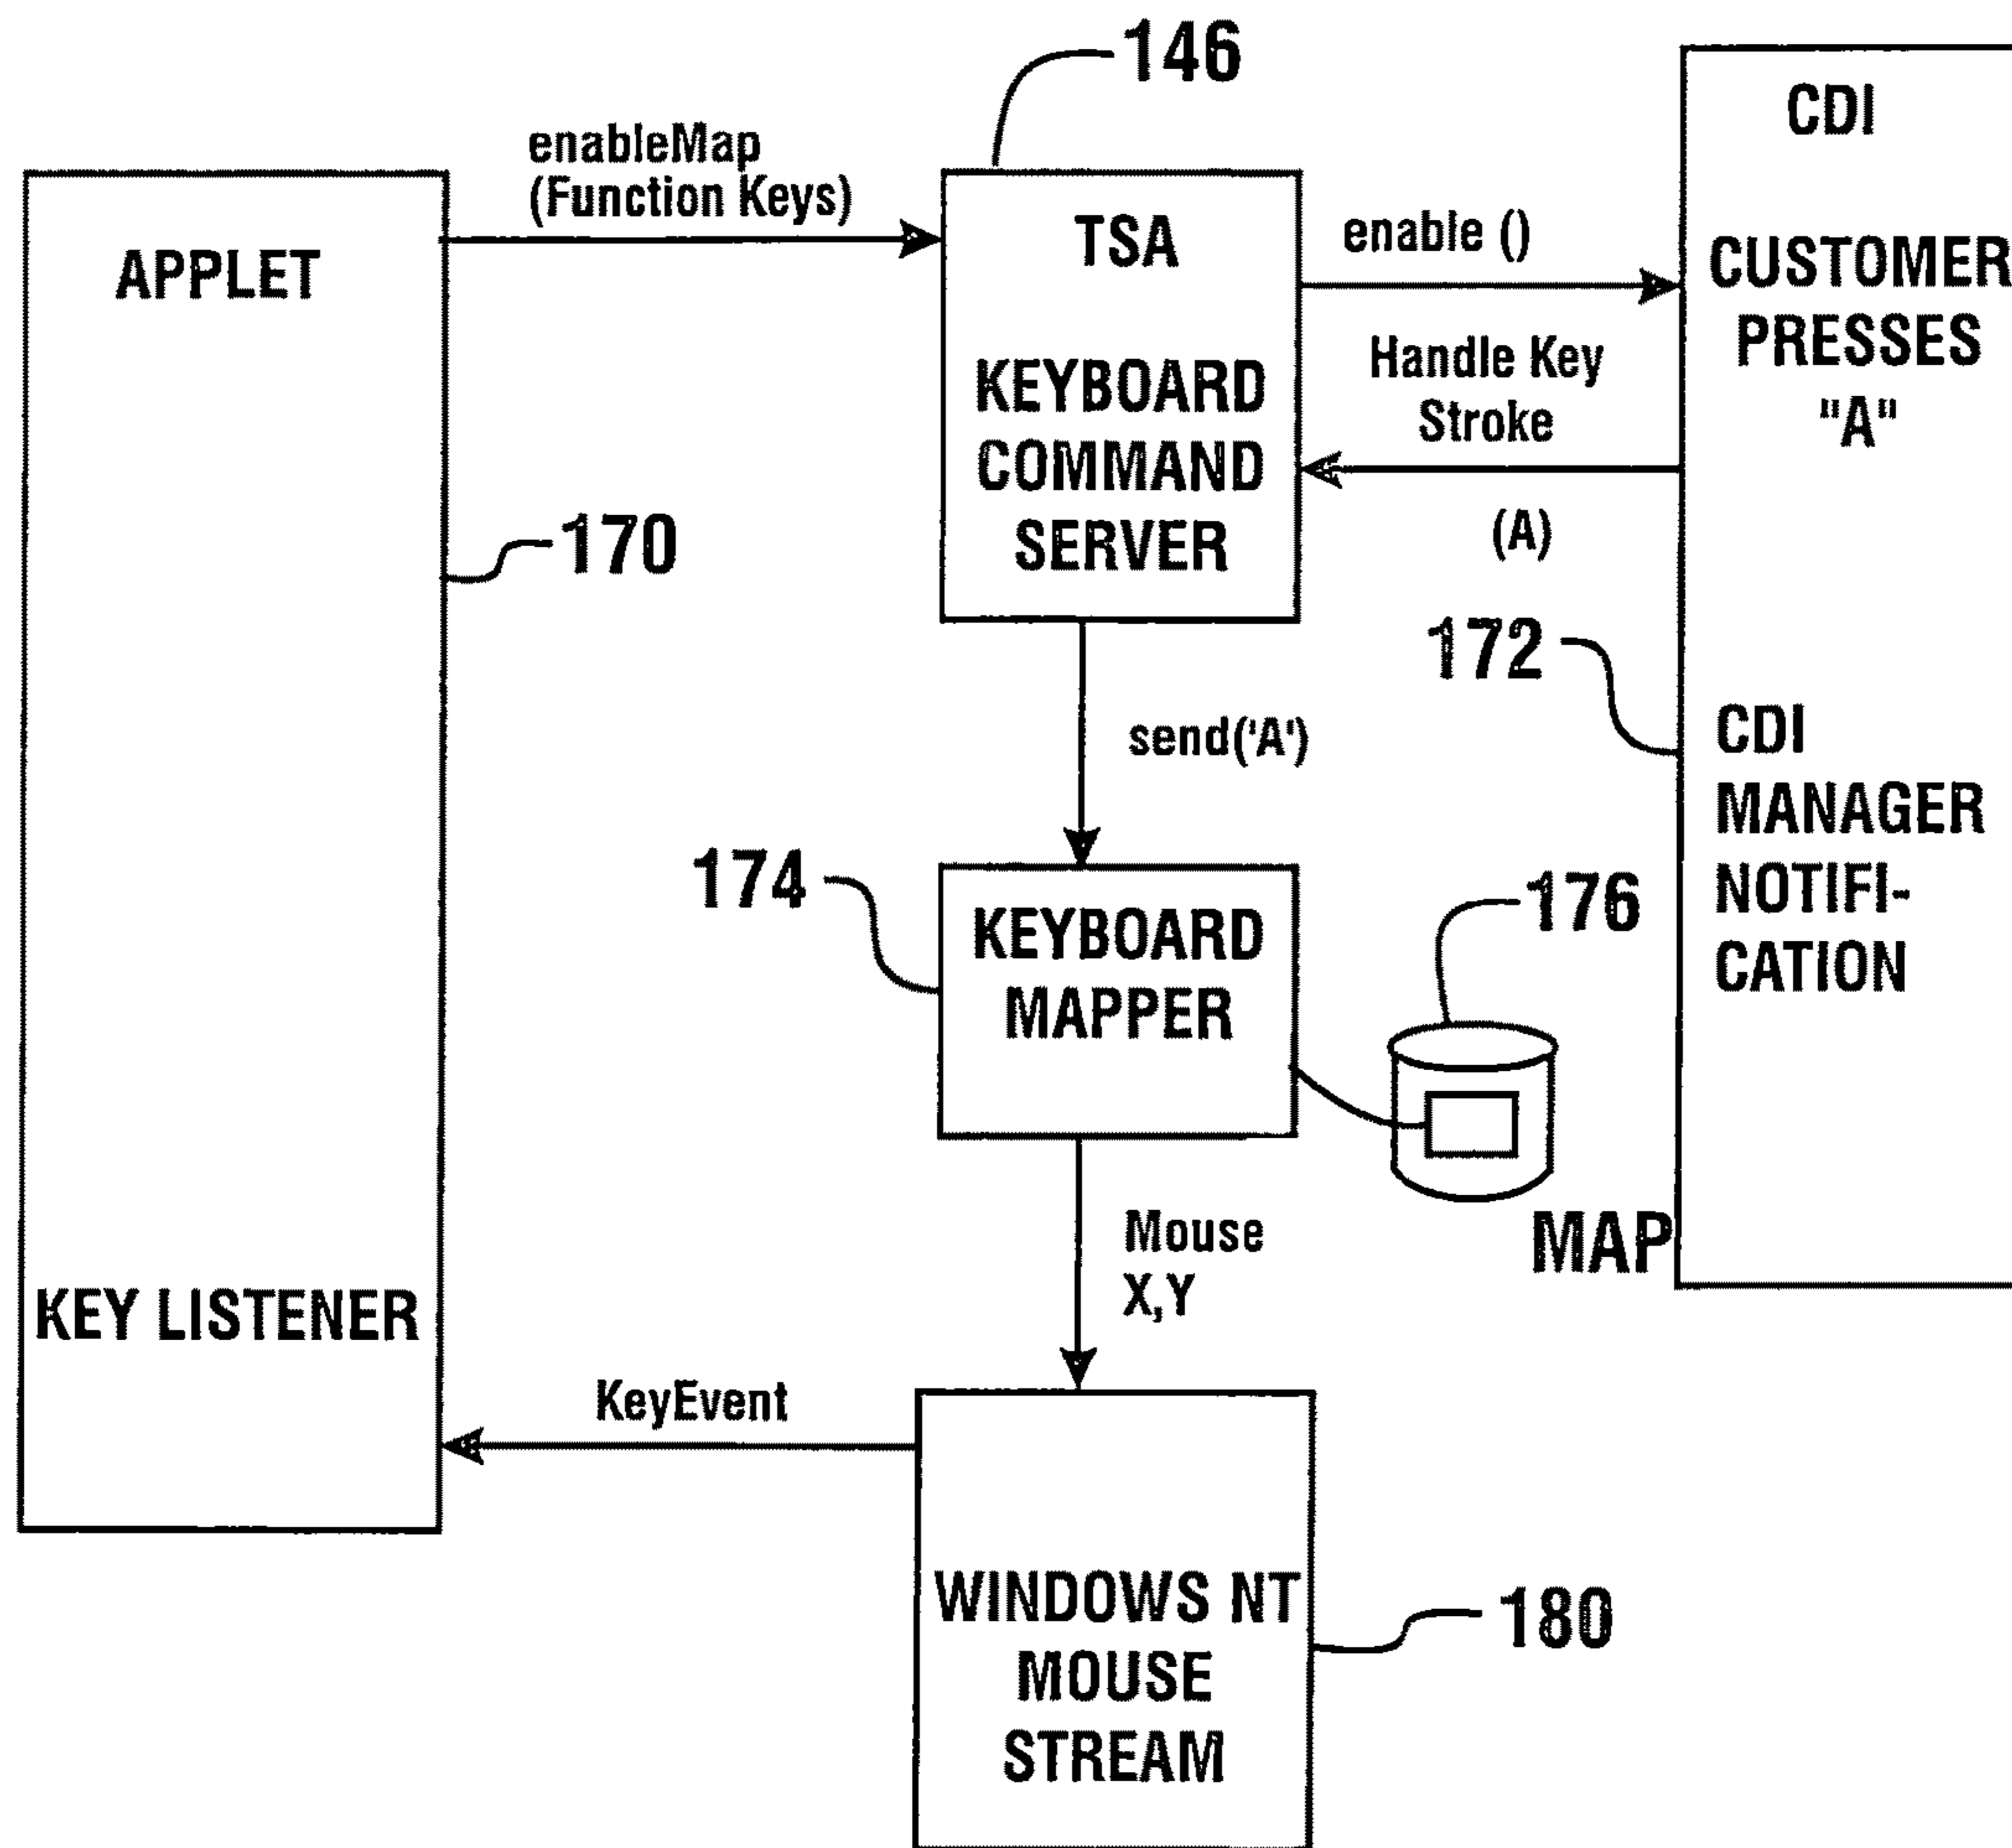 146
CDI
enableMap
(Function Keys)
APPLET
TSA
enable ()
CUSTOMER
PRESSES
"A"
KEYBOARD
COMMAND
SERVER
Handle Key
Stroke
(A)
170
172
send('A')
CDI
MANAGER
NOTIFI-
CATION
174
KEYBOARD
MAPPER
176
MAP
Mouse
X,Y
KEY LISTENER
KeyEvent
WINDOWS NT
MOUSE
STREAM
180